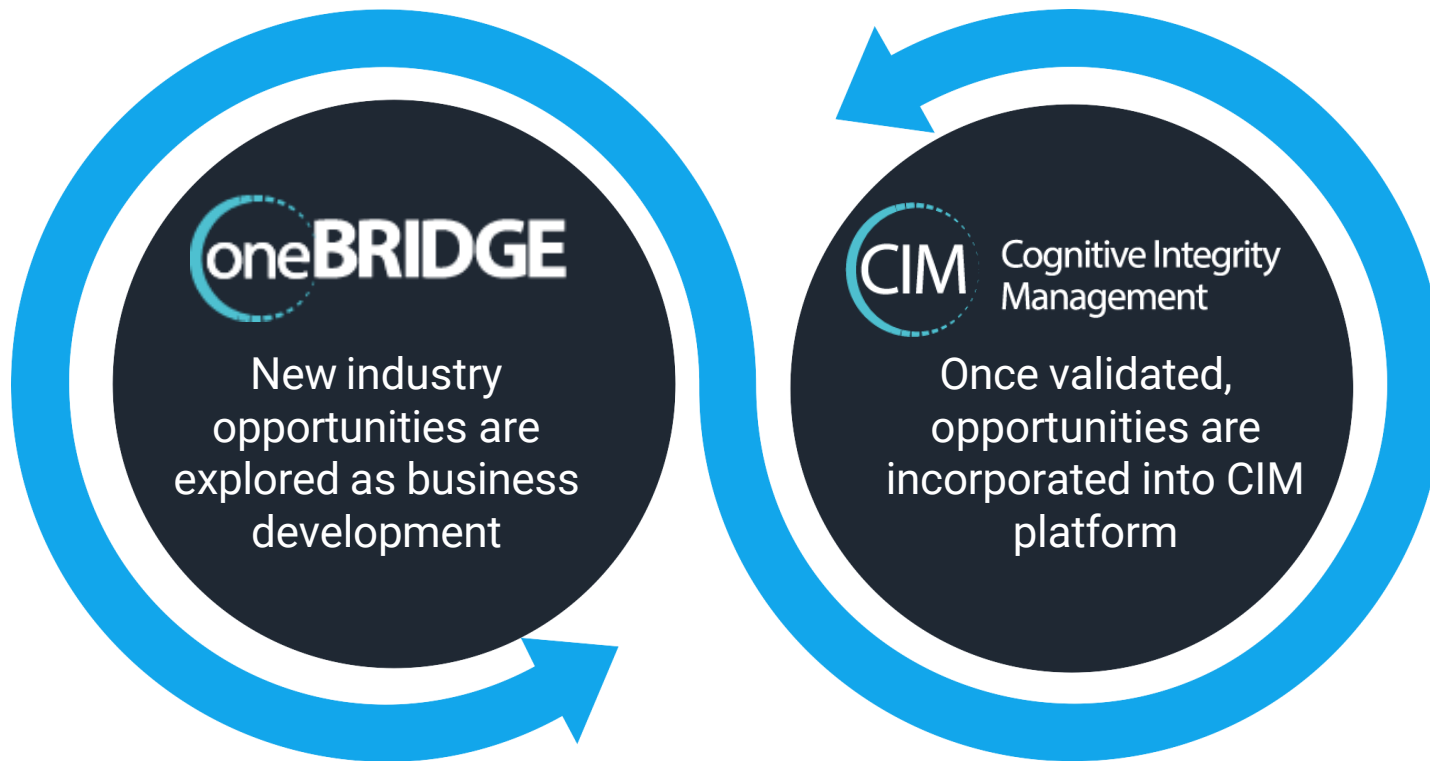 oneBRIDGE
New industry
opportunities are
explored as business
development
CIM
Cognitive Integrity
Management
Once validated,
opportunities are
incorporated into CIM
platform